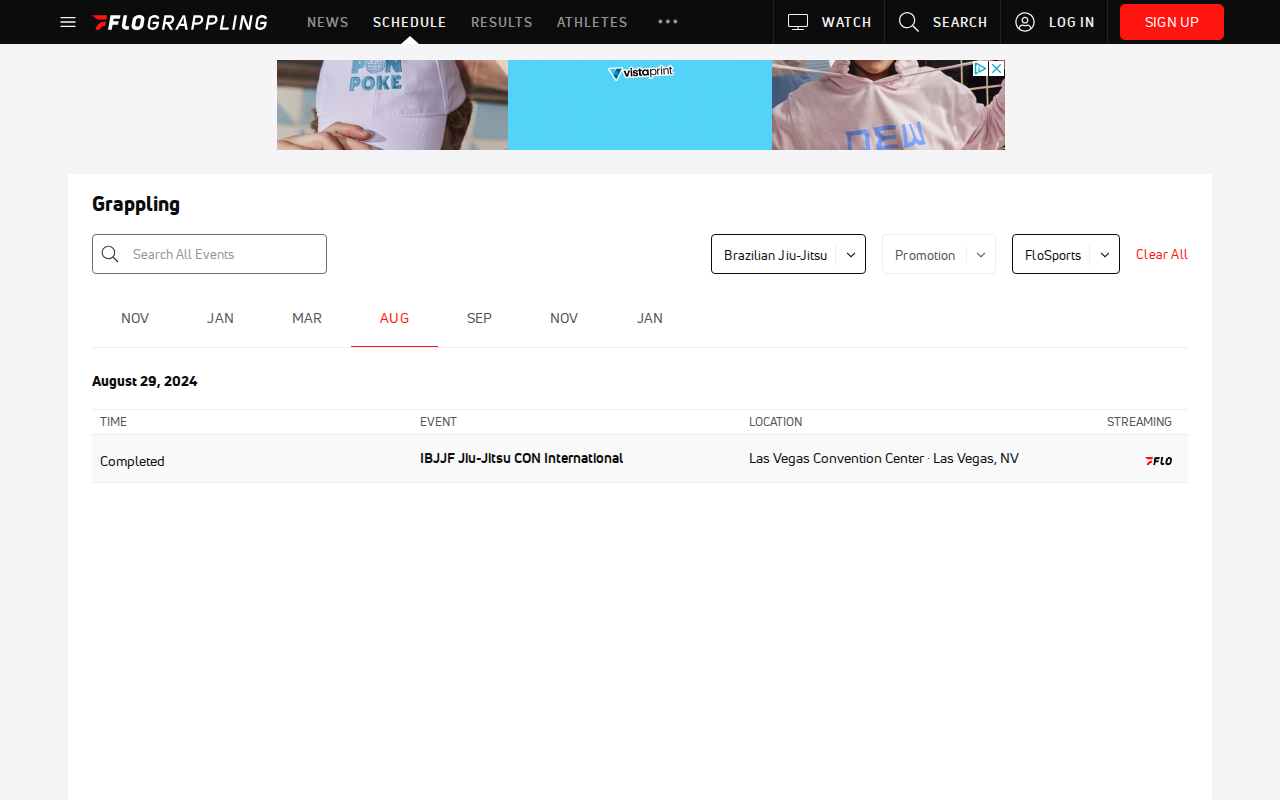 FLOGRAPPLING NEWS SCHEDULE RESULTS ATHLETES WATCH SEARCH LOG IN SIGN UP
PON
POKE
vistaprint
NEW
Grappling
Search All Events Brazilian Jiu-Jitsu Promotion FloSports Clear All
NOV JAN MAR AUG SEP NOV JAN
August 29, 2024
TIME EVENT LOCATION STREAMING
Completed IBJJF Jiu-Jitsu CON International Las Vegas Convention Center · Las Vegas, NV FLO